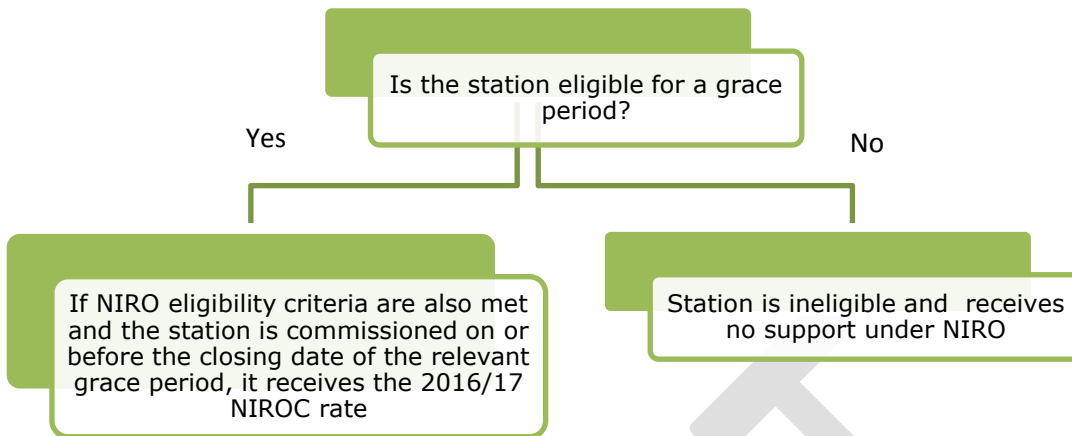 Is the station eligible for a grace
period?
Yes
No
If NIRO eligibility criteria are also met
and the station is commissioned on or
before the closing date of the relevant
grace period, it receives the 2016/17
NIROC rate
Station is ineligible and  receives
no support under NIRO